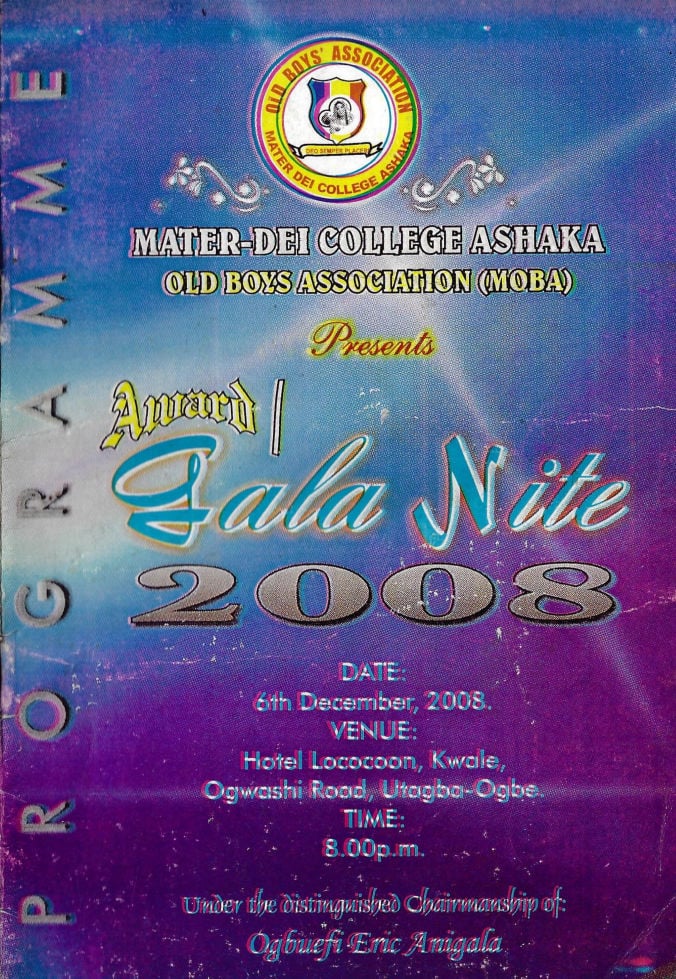 OLD BOYS' ASSOCIATION
DEO SEMPER PLACERE
MATER DEI COLLEGE ASHAKA
MATER-DEI COLLEGE ASHAKA
OLD BOYS ASSOCIATION (MOBA)
Presents
Award/
Gala Nite
2008
DATE:
6th December, 2008.
VENUE:
Hotel Lococoon, Kwale,
Ogwashi Road, Utagba-Ogbe.
TIME:
8.00p.m.
Under the distinguished Chairmanship of:
Ogbuefi Eric Anigala
PROGRAMME